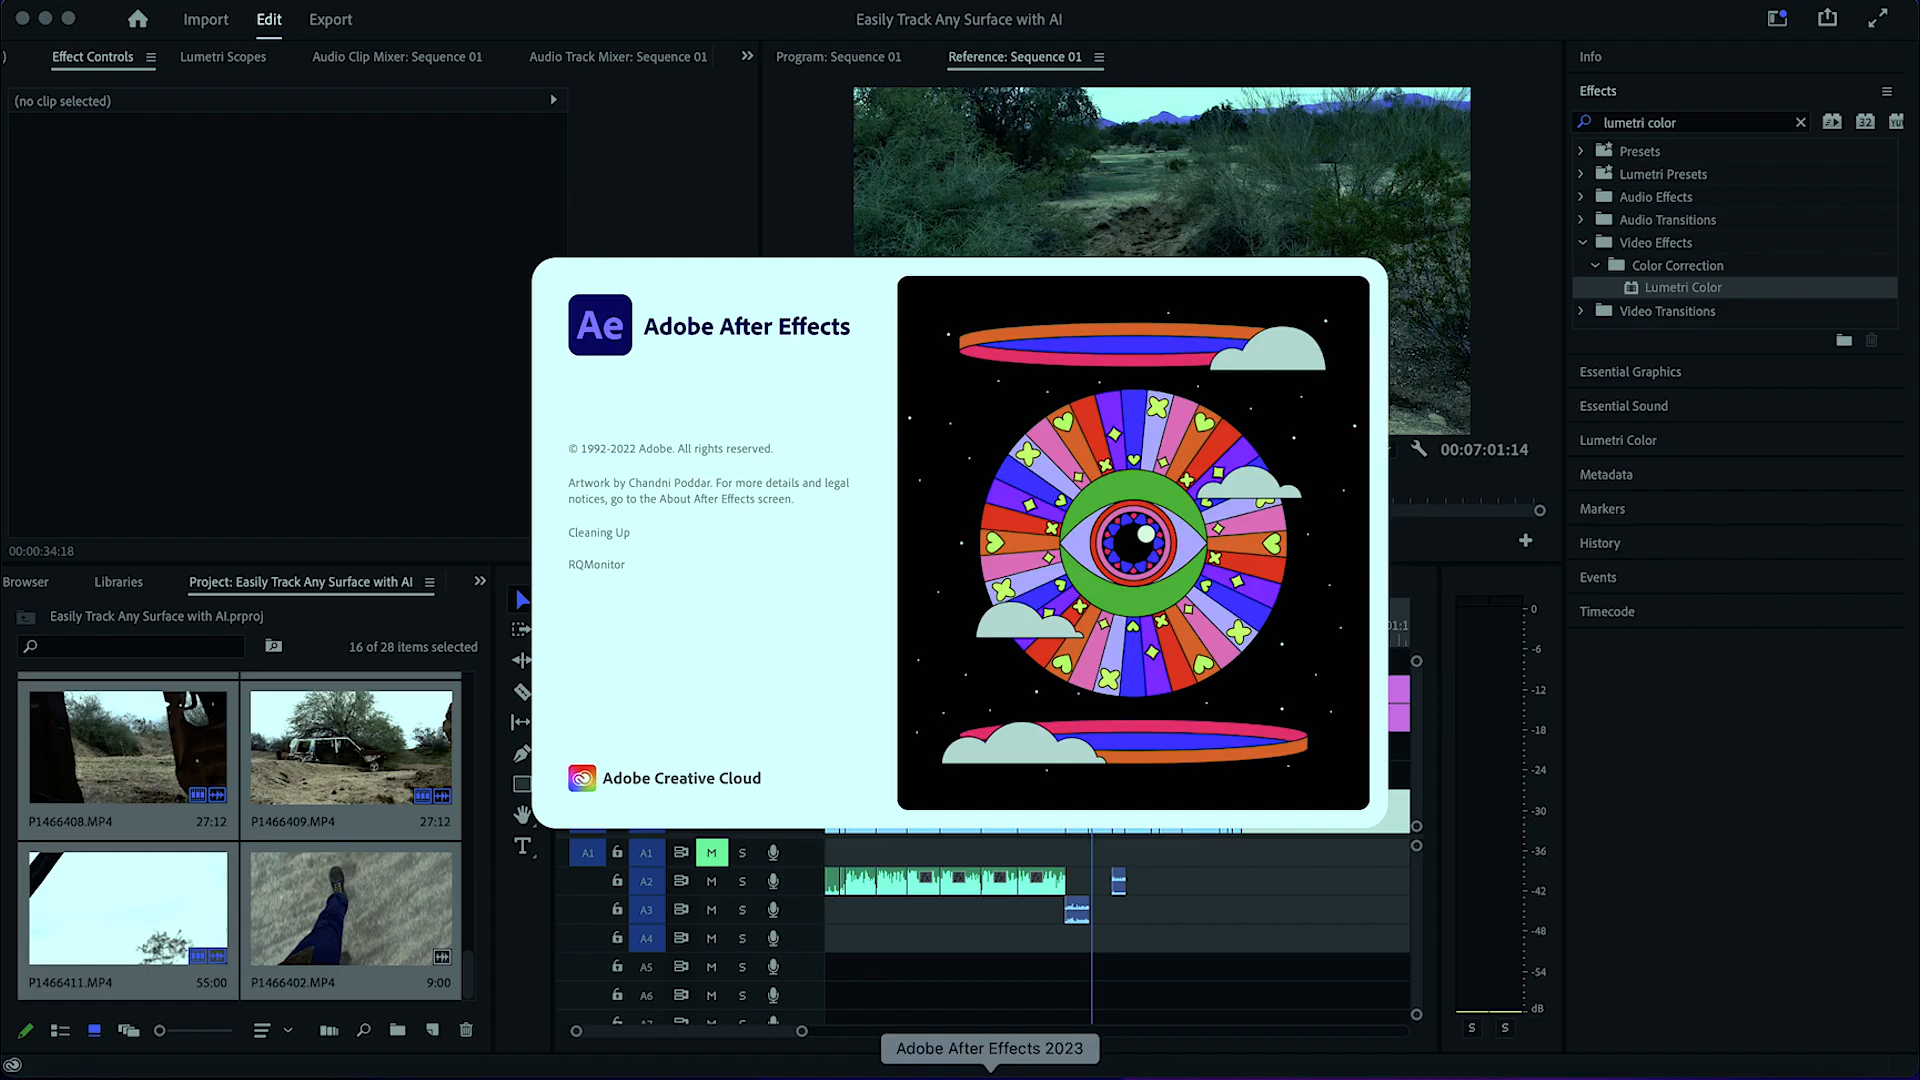 Import
Edit
Export
Easily Track Any Surface with AI
Effect Controls
Lumetri Scopes
Audio Clip Mixer: Sequence 01
Audio Track Mixer: Sequence 01
Program: Sequence 01
Reference: Sequence 01
Info
(no clip selected)
Effects
lumetri color
32
YUV
Presets
Lumetri Presets
Audio Effects
Audio Transitions
Video Effects
Color Correction
Lumetri Color
Video Transitions
Essential Graphics
Essential Sound
Lumetri Color
Metadata
Markers
History
Events
Timecode
00:07:01:14
Ae Adobe After Effects
© 1992-2022 Adobe. All rights reserved.
Artwork by Chandni Poddar. For more details and legal
notices, go to the About After Effects screen.
Cleaning Up
RQMonitor
Adobe Creative Cloud
00:00:34:18
Browser
Libraries
Project: Easily Track Any Surface with AI
Easily Track Any Surface with AI.prproj
16 of 28 items selected
P1466408.MP4 27:12
P1466409.MP4 27:12
P1466411.MP4 55:00
P1466402.MP4 9:00
T
A1 A1 M S
A2 M S
A3 M S
A4 M S
A5 M S
A6 M S
0
-6
-12
-18
-24
-30
-36
-42
-48
-54
dB
S S
Adobe After Effects 2023